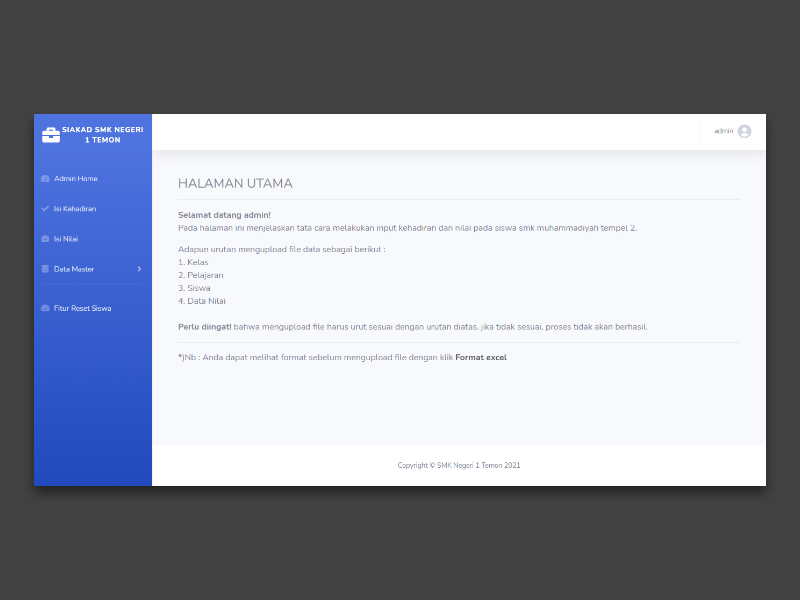 SIAKAD SMK NEGERI
1 TEMON
admin
Admin Home
Isi Kehadiran
Isi Nilai
Data Master
Fitur Reset Siswa
HALAMAN UTAMA
Selamat datang admin!
Pada halaman ini menjelaskan tata cara melakukan input kehadiran dan nilai pada siswa smk muhammadiyah tempel 2.
Adapun urutan mengupload file data sebagai berikut :
1. Kelas
2. Pelajaran
3. Siswa
4. Data Nilai
Perlu diingat! bahwa mengupload file harus urut sesuai dengan urutan diatas, jika tidak sesuai, proses tidak akan berhasil.
*)Nb : Anda dapat melihat format sebelum mengupload file dengan klik Format excel
Copyright © SMK Negeri 1 Temon 2021